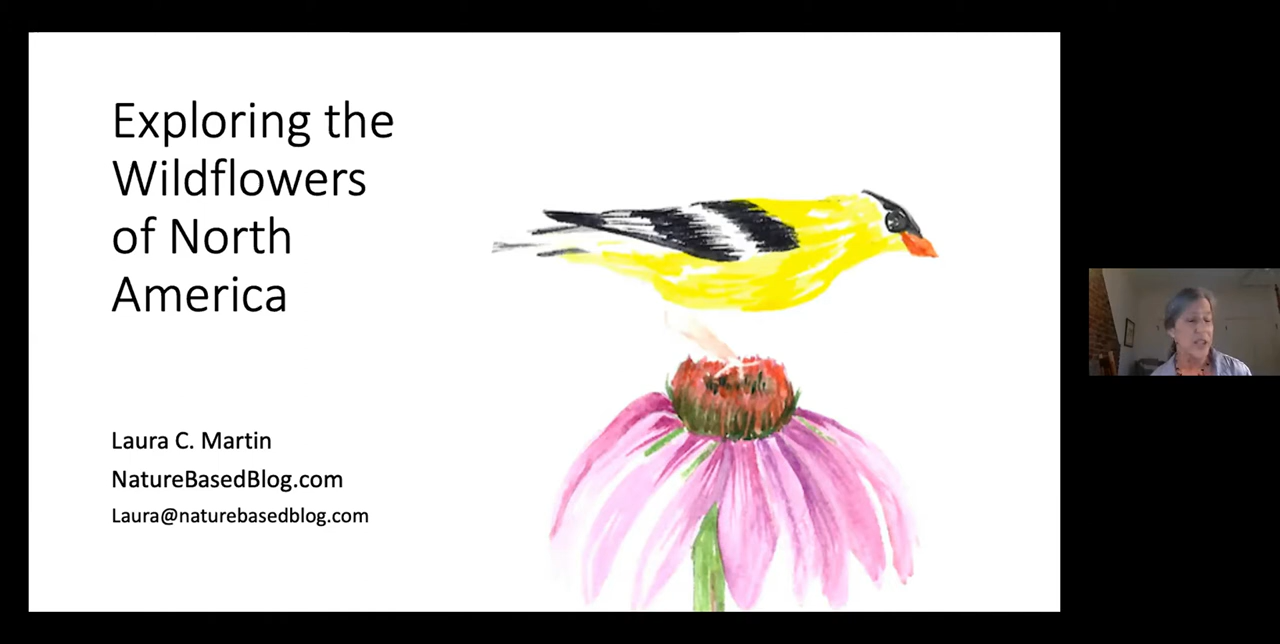 Exploring the
Wildflowers
of North
America
Laura C. Martin
NatureBasedBlog.com
Laura@naturebasedblog.com